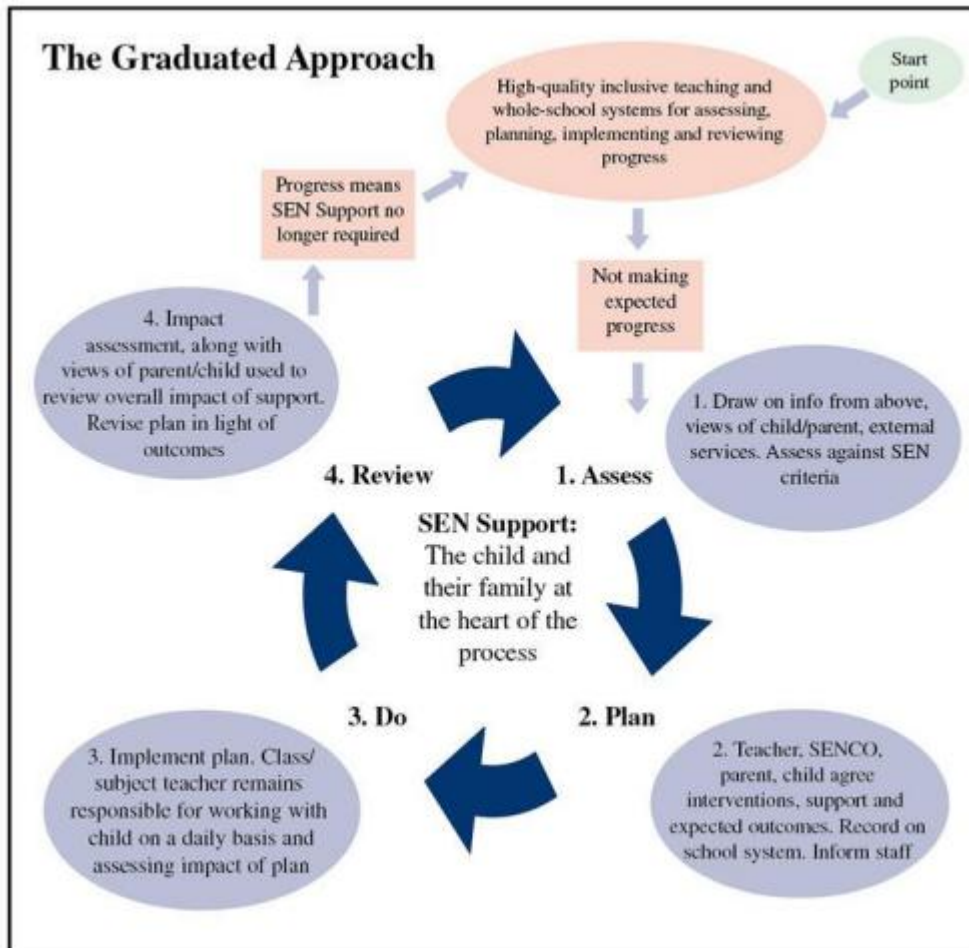 The Graduated Approach
Start
point
High-quality inclusive teaching and
whole-school systems for assessing,
planning, implementing and reviewing
progress
Progress means
SEN Support no
longer required
Not making
expected
progress
4. Impact
assessment, along with
views of parent/child used to
review overall impact of support.
Revise plan in light of
outcomes
1. Draw on info from above,
views of child/parent, external
services. Assess against SEN
criteria
4. Review
1. Assess
SEN Support:
The child and
their family at
the heart of the
process
3. Do
2. Plan
3. Implement plan. Class/
subject teacher remains
responsible for working with
child on a daily basis and
assessing impact of plan
2. Teacher, SENCO,
parent, child agree
interventions, support and
expected outcomes. Record on
school system. Inform staff